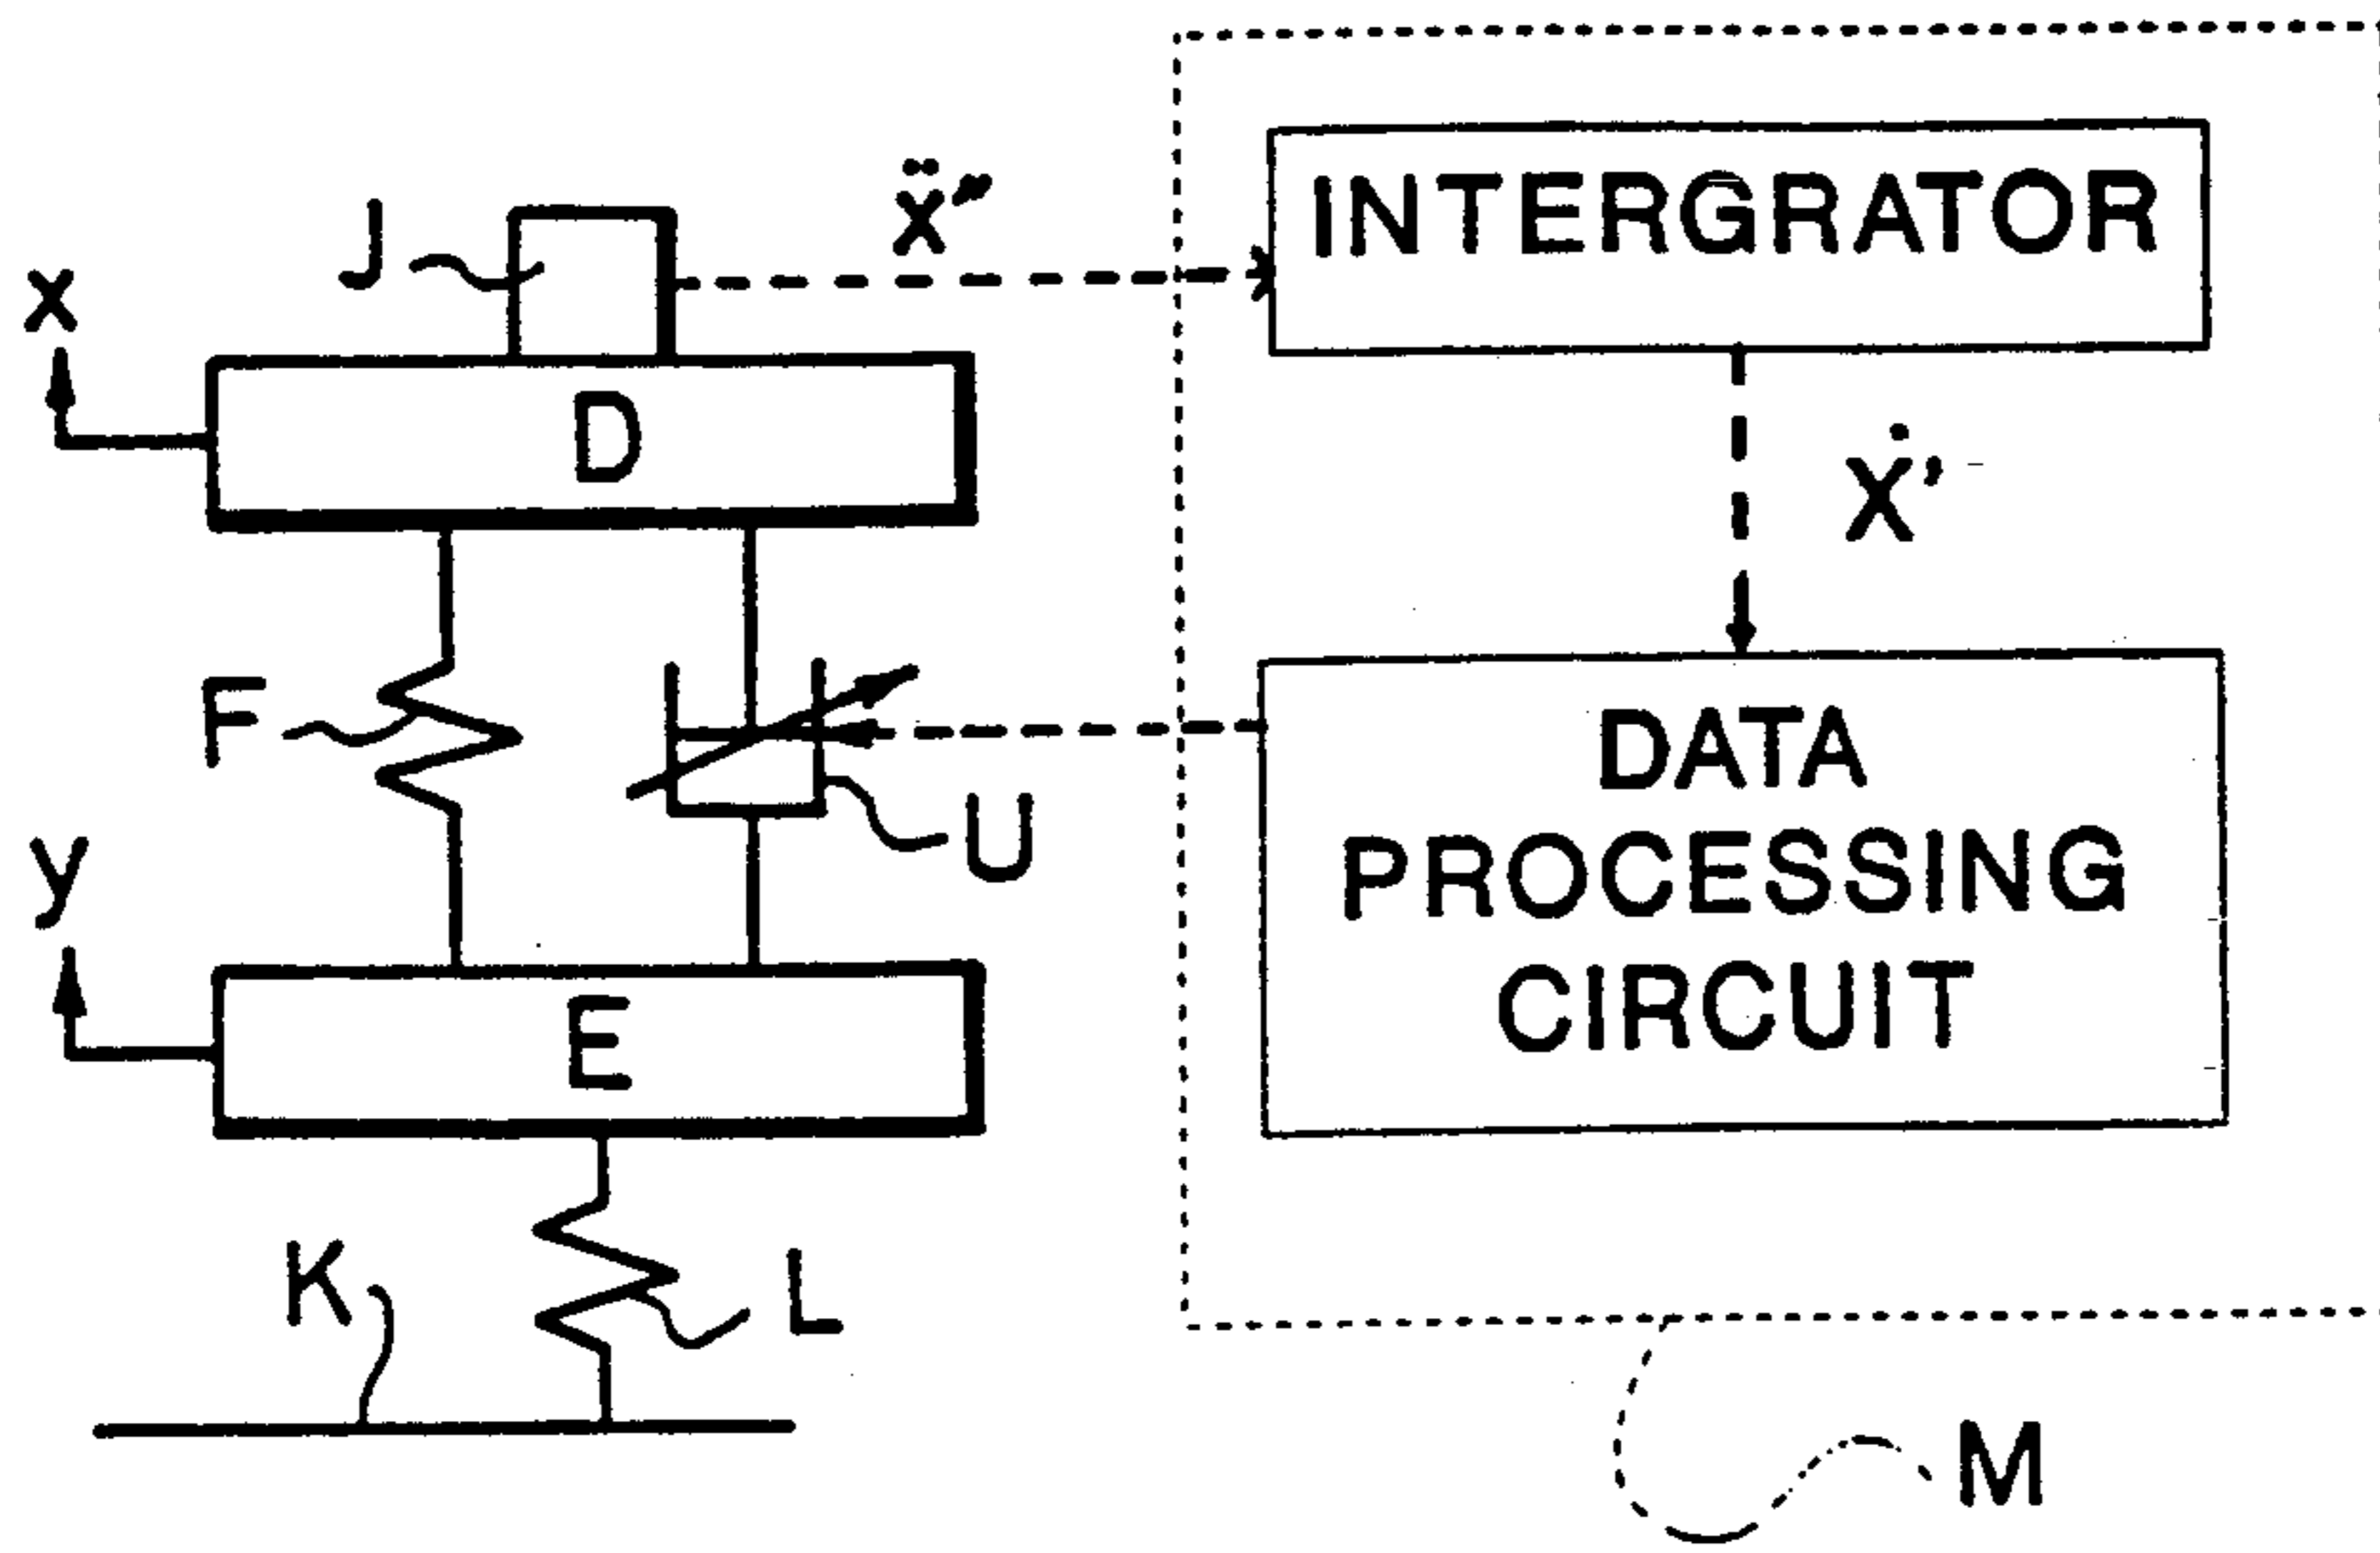 J
ẍ″
INTERGRATOR
x
D
ẋ'
F
U
DATA
PROCESSING
CIRCUIT
y
E
K
L
M